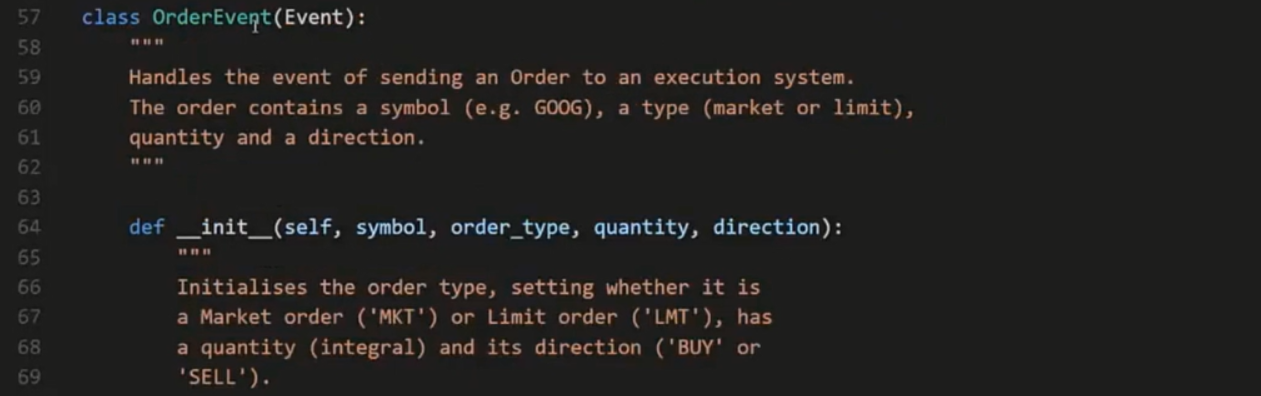 57 class OrderEvent(Event):
58 """
59 Handles the event of sending an Order to an execution system.
60 The order contains a symbol (e.g. GOOG), a type (market or limit),
61 quantity and a direction.
62 """
63
64 def __init__(self, symbol, order_type, quantity, direction):
65 """
66 Initialises the order type, setting whether it is
67 a Market order ('MKT') or Limit order ('LMT'), has
68 a quantity (integral) and its direction ('BUY' or
69 'SELL').